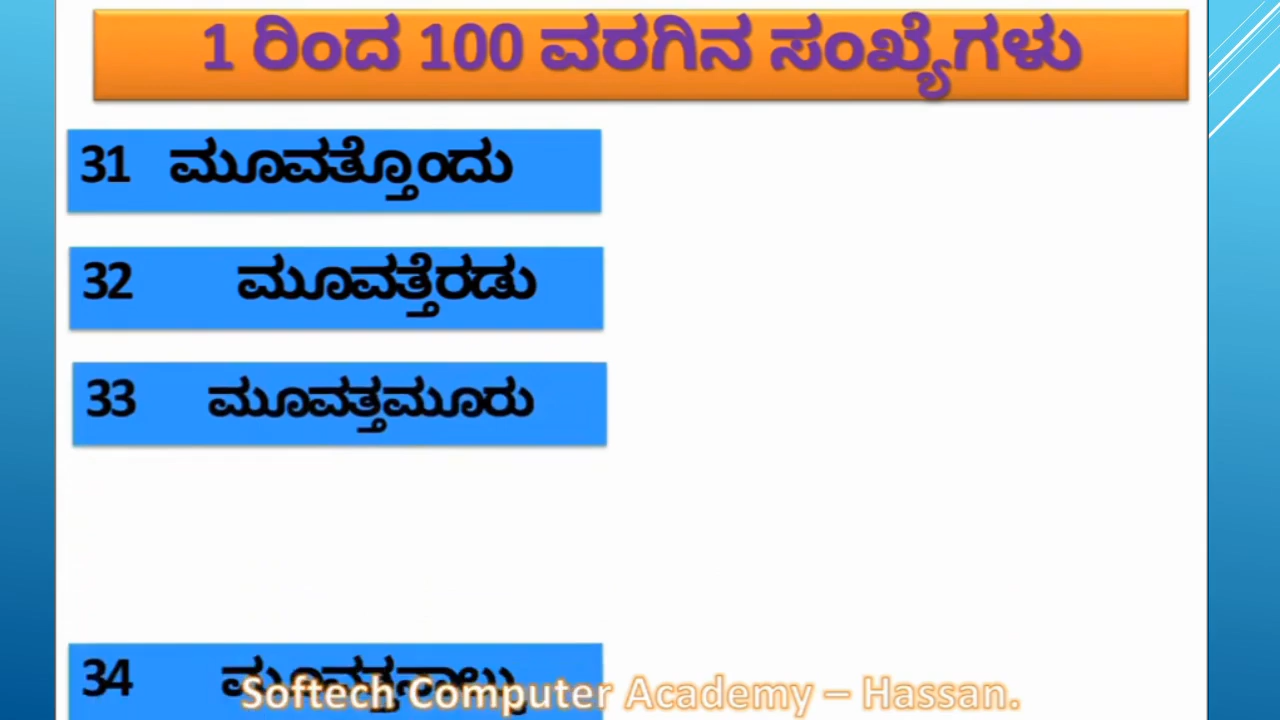 1 ರಿಂದ 100 ವರಗಿನ ಸಂಖ್ಯೆಗಳು
31 ಮೂವತ್ತೊಂದು
32 ಮೂವತ್ತೆರಡು
33 ಮೂವತ್ತಮೂರು
34
Softech Computer Academy – Hassan.